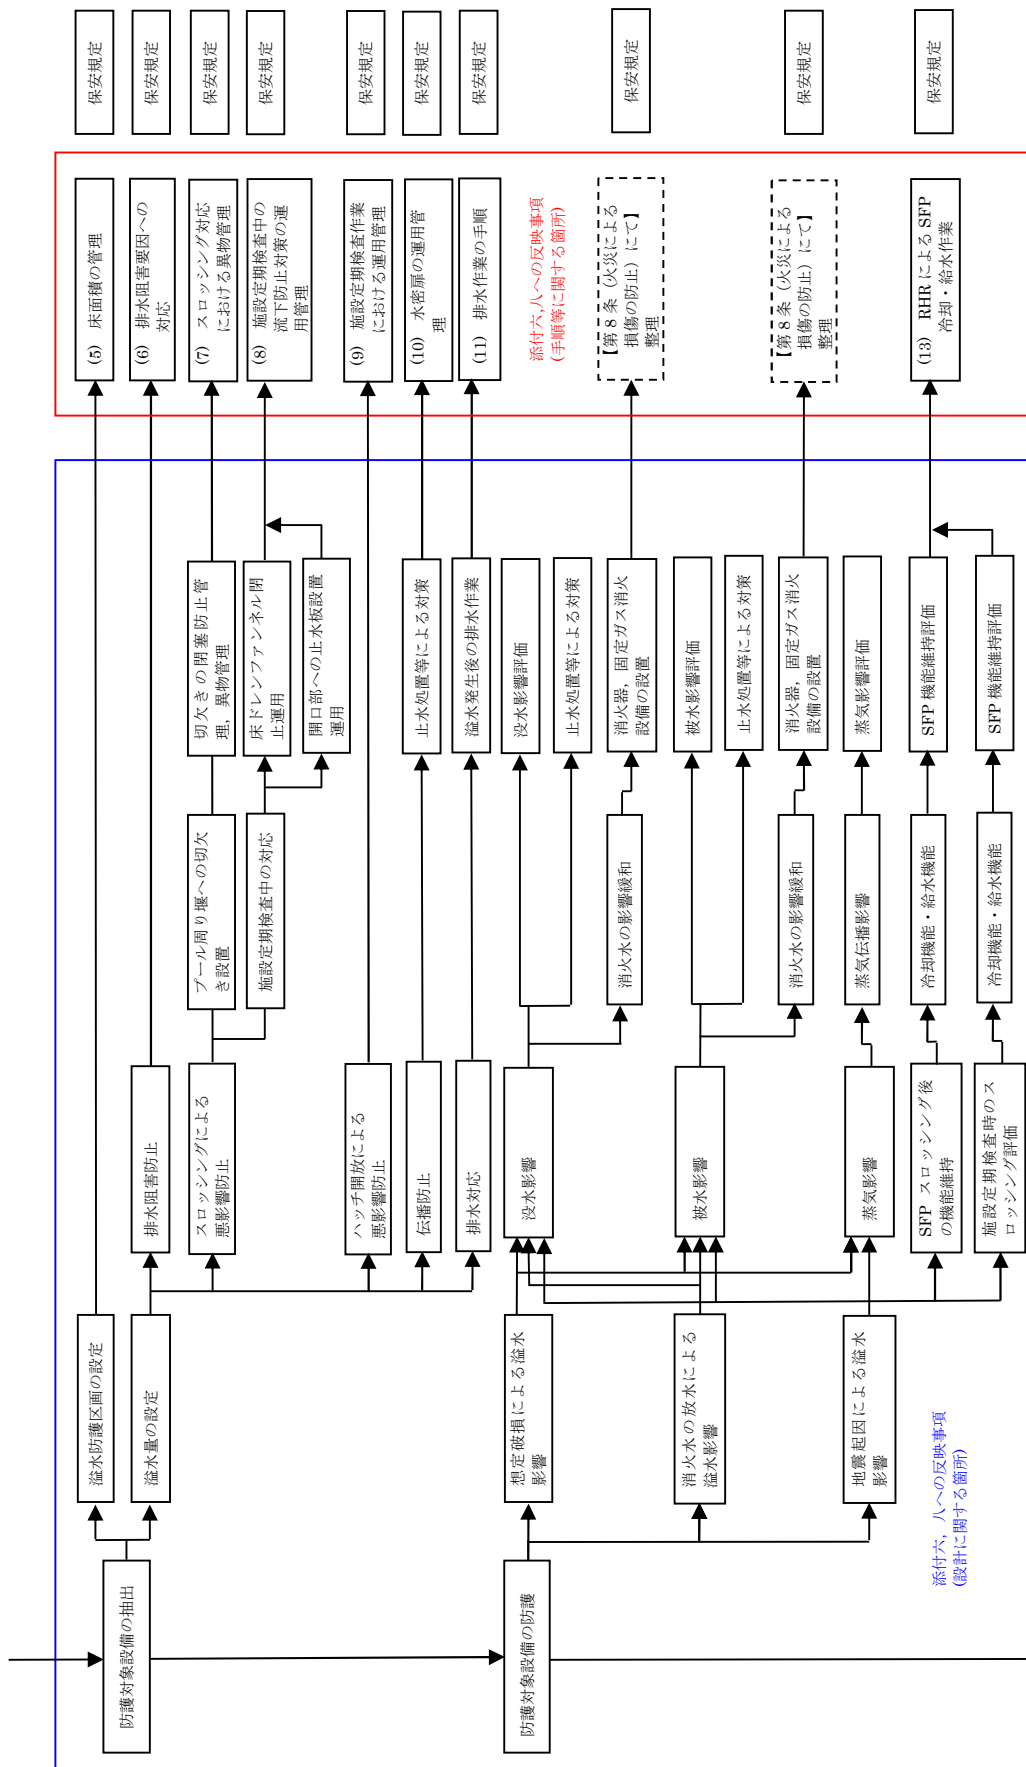 防護対象設備の抽出
防護対象設備の防護
溢水防護区画の設定
溢水量の設定
想定破損による溢水
影響
消火水の放水による
溢水影響
地震起因による溢水
影響
添付六，八への反映事項
(設計に関する箇所)
排水阻害防止
スロッシングによる
悪影響防止
ハッチ開放による
悪影響防止
伝播防止
排水対応
没水影響
被水影響
蒸気影響
SFP スロッシング後
の機能維持
施設定期検査時のス
ロッシング評価
プール周り堰への切欠
き設置
施設定期検査中の対応
消火水の影響緩和
消火水の影響緩和
蒸気伝播影響
冷却機能・給水機能
冷却機能・給水機能
切欠きの閉塞防止管
理，異物管理
床ドレンファンネル閉
止運用
開口部への止水板設置
運用
止水処置等による対策
溢水発生後の排水作業
没水影響評価
止水処置等による対策
消火器，固定ガス消火
設備の設置
被水影響評価
止水処置等による対策
消火器，固定ガス消火
設備の設置
蒸気影響評価
SFP 機能維持評価
SFP 機能維持評価
(5) 床面積の管理
(6) 排水阻害要因への
対応
(7) スロッシング対応
における異物管理
(8) 施設定期検査中の
流下防止対策の運
用管理
(9) 施設定期検査作業
における運用管理
(10) 水密扉の運用管
理
(11) 排水作業の手順
添付六,八への反映事項
(手順等に関する箇所)
【第８条（火災による
損傷の防止）にて】
整理
【第８条（火災による
損傷の防止）にて】
整理
(13) RHR による SFP
冷却・給水作業
保安規定
保安規定
保安規定
保安規定
保安規定
保安規定
保安規定
保安規定
保安規定
保安規定